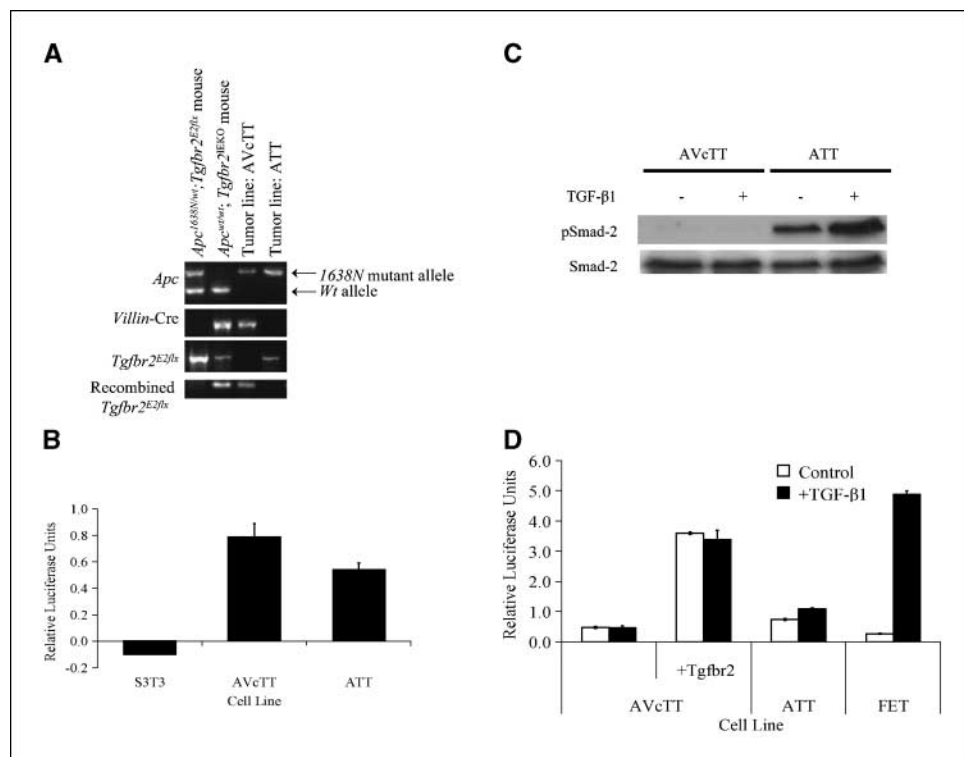 A
Apc1638N/wt;Tgfbr2E2flx mouse
Apcwt/wt; Tgfbr2IEKO mouse
Tumor line: AVcTT
Tumor line: ATT
Apc
1638N mutant allele
Wt allele
Villin-Cre
Tgfbr2E2flx
Recombined
Tgfbr2E2flx
B
Relative Luciferase Units
1.0
0.8
0.6
0.4
0.2
0.0
-0.2
S3T3
AVcTT
ATT
Cell Line
C
AVcTT
ATT
TGF-β1
-
+
-
+
pSmad-2
Smad-2
D
Relative Luciferase Units
6.0
5.0
4.0
3.0
2.0
1.0
0.0
Control
+TGF-β1
+Tgfbr2
AVcTT
ATT
FET
Cell Line